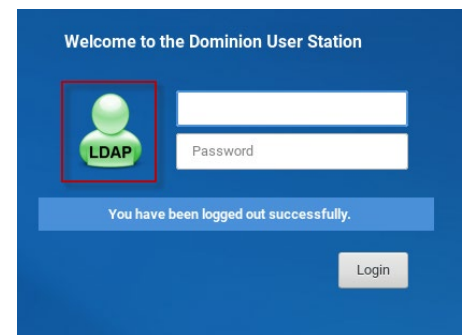 Welcome to the Dominion User Station
LDAP
Password
You have been logged out successfully.
Login